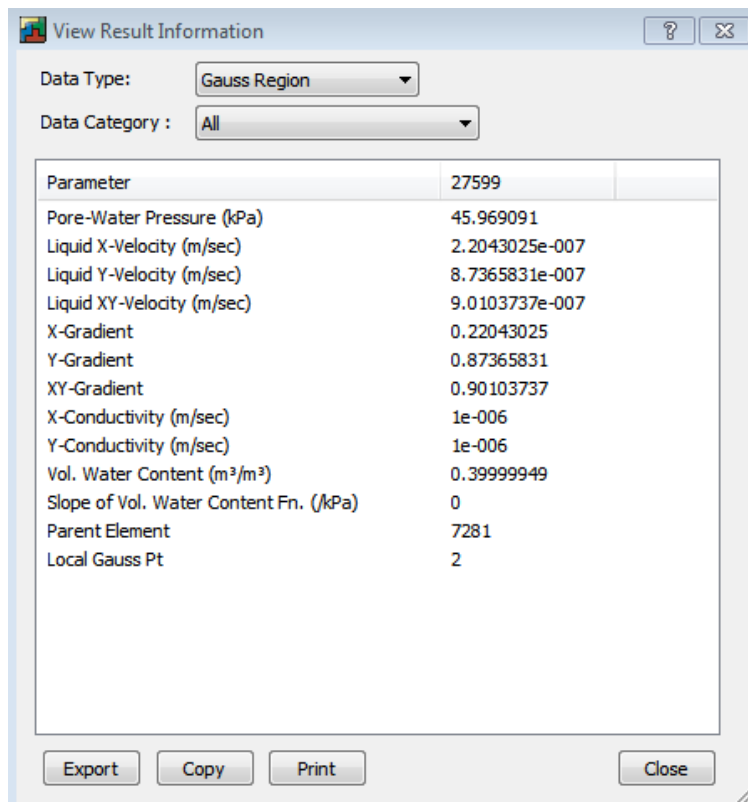 View Result Information
Data Type: Gauss Region
Data Category : All
Parameter 27599
Pore-Water Pressure (kPa) 45.969091
Liquid X-Velocity (m/sec) 2.2043025e-007
Liquid Y-Velocity (m/sec) 8.7365831e-007
Liquid XY-Velocity (m/sec) 9.0103737e-007
X-Gradient 0.22043025
Y-Gradient 0.87365831
XY-Gradient 0.90103737
X-Conductivity (m/sec) 1e-006
Y-Conductivity (m/sec) 1e-006
Vol. Water Content (m³/m³) 0.39999949
Slope of Vol. Water Content Fn. (/kPa) 0
Parent Element 7281
Local Gauss Pt 2
Export Copy Print Close